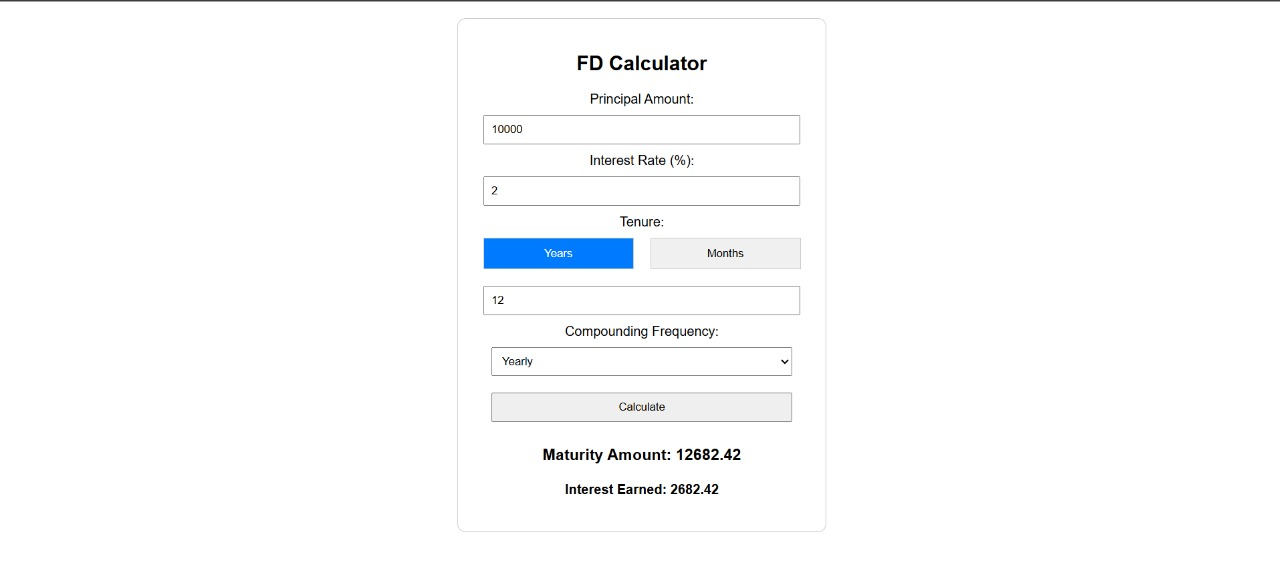 FD Calculator
Principal Amount:
10000
Interest Rate (%):
2
Tenure:
Years Months
12
Compounding Frequency:
Yearly
Calculate
Maturity Amount: 12682.42
Interest Earned: 2682.42